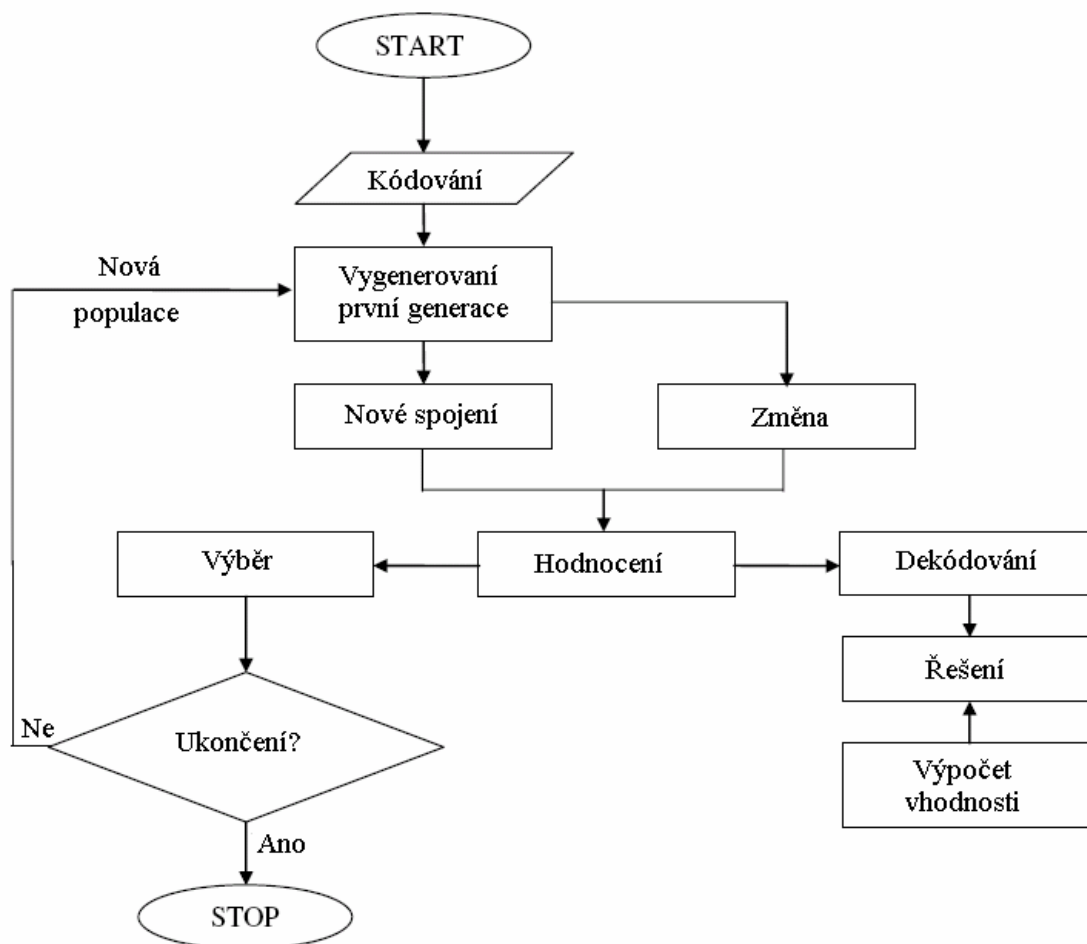 START
Kódování
Nová
populace
Vygenerovaní
první generace
Nové spojení
Změna
Výběr
Hodnocení
Dekódování
Řešení
Ne
Ukončení?
Výpočet
vhodnosti
Ano
STOP